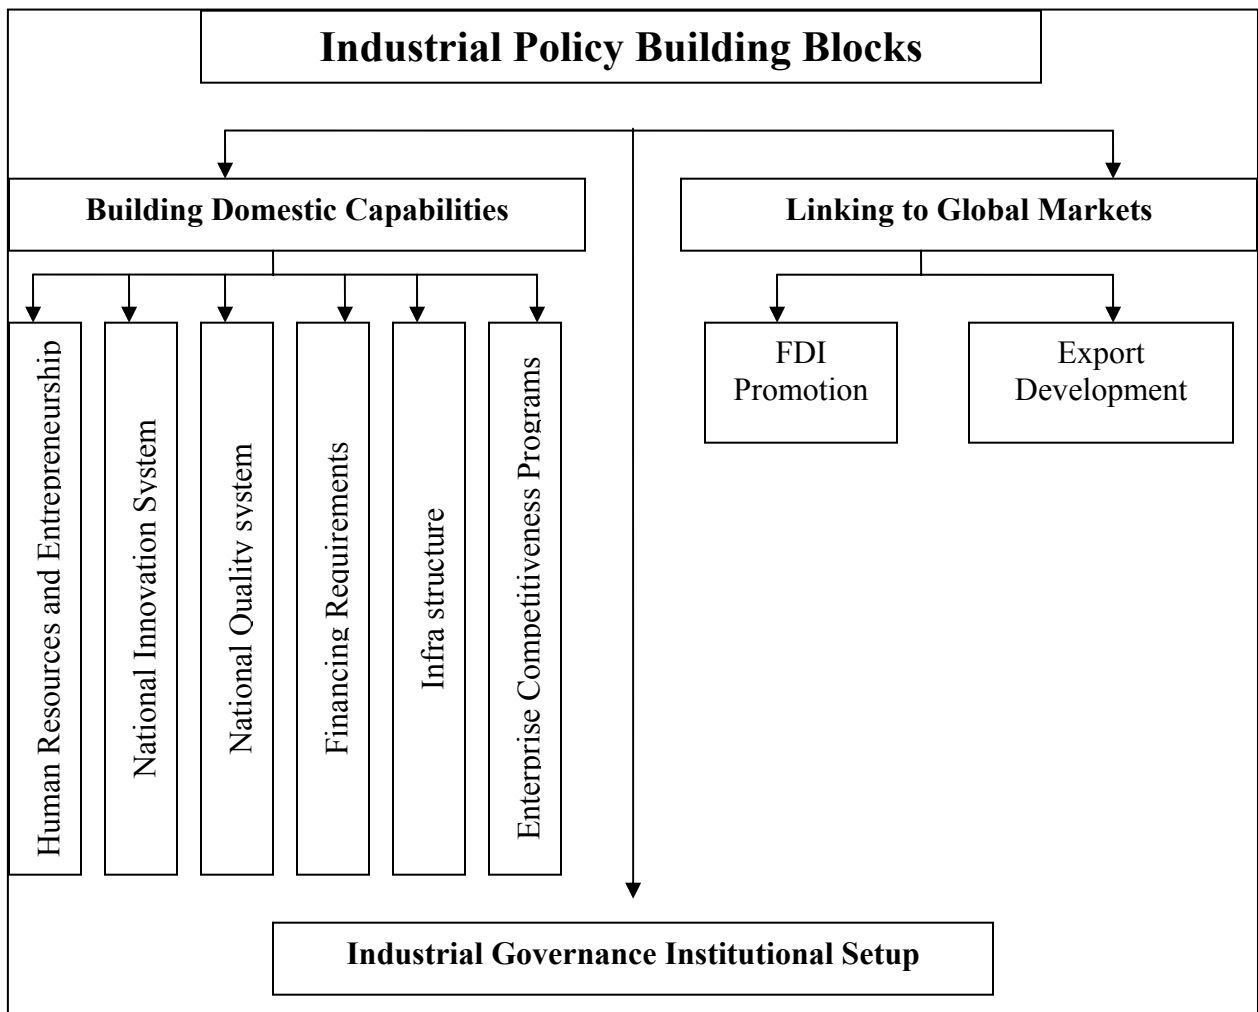 Industrial Policy Building Blocks
Building Domestic Capabilities
Linking to Global Markets
Human Resources and Entrepreneurship
National Innovation System
National Quality system
Financing Requirements
Infra structure
Enterprise Competitiveness Programs
FDI
Promotion
Export
Development
Industrial Governance Institutional Setup